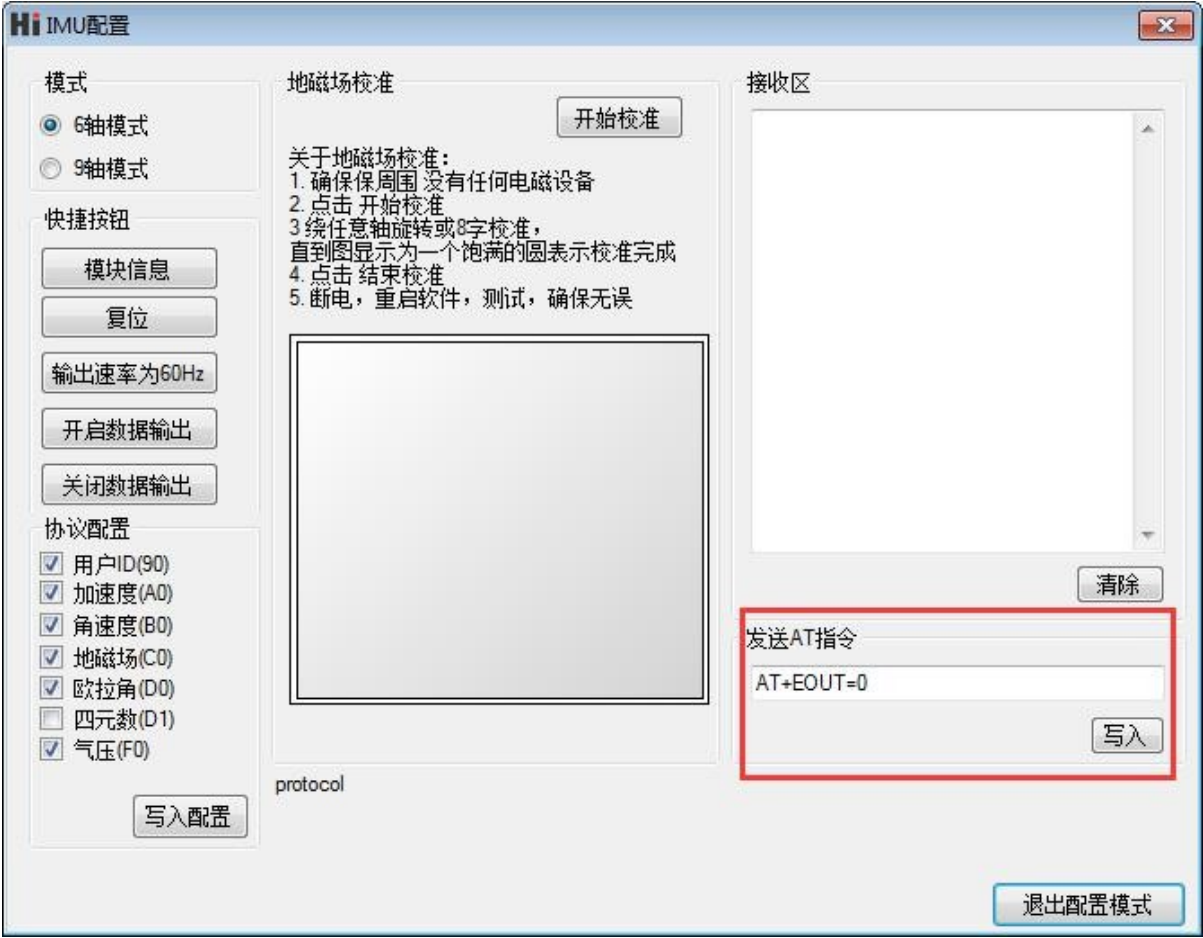 Hi IMU配置
模式
6轴模式
9轴模式
快捷按钮
模块信息
复位
输出速率为60Hz
开启数据输出
关闭数据输出
协议配置
用户ID(90)
加速度(A0)
角速度(B0)
地磁场(C0)
欧拉角(D0)
四元数(D1)
气压(F0)
写入配置
地磁场校准
开始校准
关于地磁场校准：
1. 确保保周围 没有任何电磁设备
2. 点击 开始校准
3 绕任意轴旋转或8字校准，
直到图显示为一个饱满的圆表示校准完成
4. 点击 结束校准
5. 断电，重启软件，测试，确保无误
protocol
接收区
清除
发送AT指令
AT+EOUT=0
写入
退出配置模式